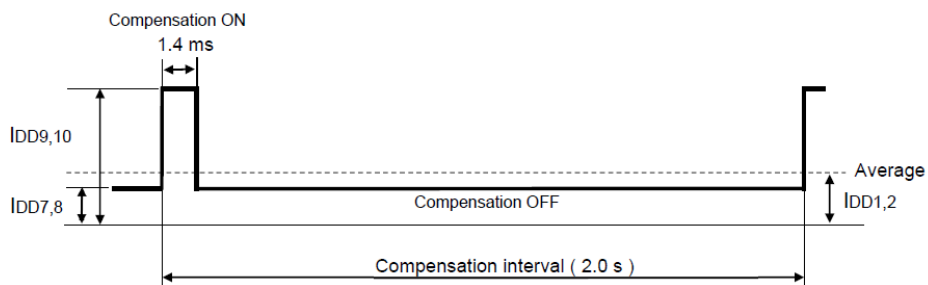 Compensation ON
1.4 ms
IDD9,10
Average
IDD7,8
Compensation OFF
IDD1,2
Compensation interval ( 2.0 s )